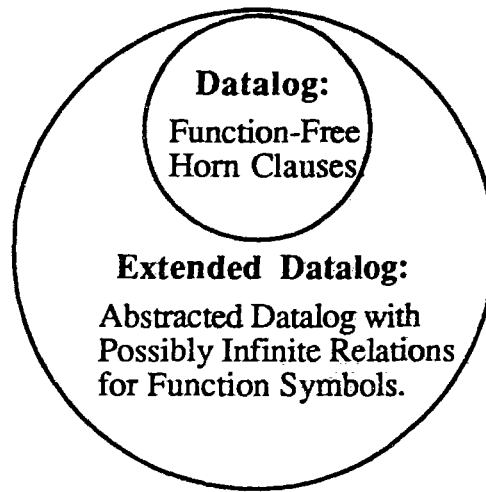 Datalog:
Function-Free
Horn Clauses
Extended Datalog:
Abstracted Datalog with
Possibly Infinite Relations
for Function Symbols.